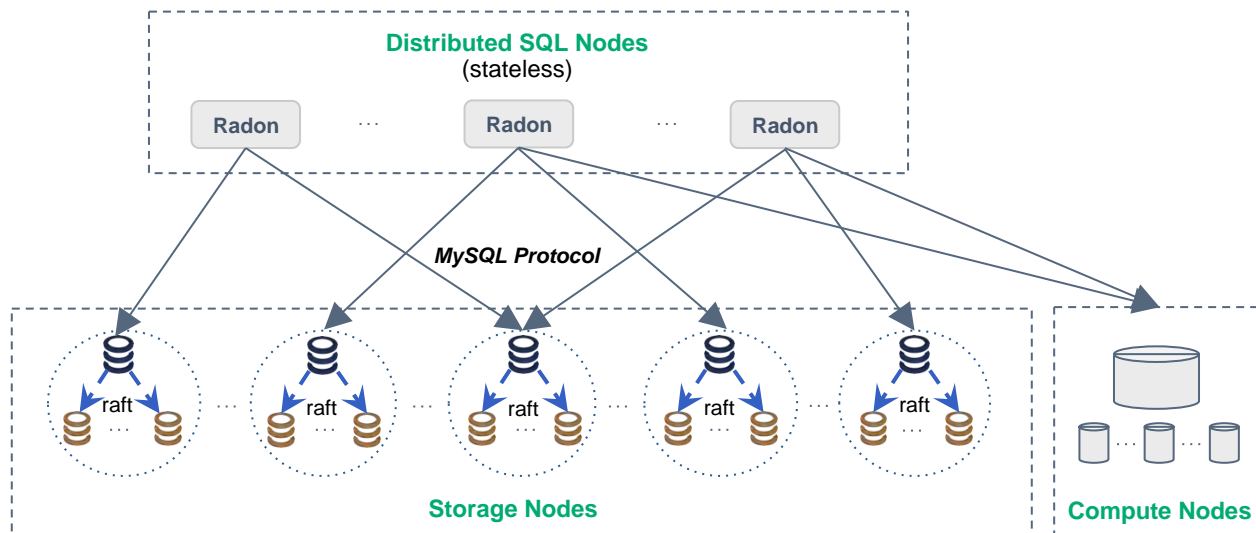 Distributed SQL Nodes
(stateless)
Radon ... Radon ... Radon
MySQL Protocol
raft ... raft ... raft ... raft ... raft
... ... ... ... ... ... ...
Storage Nodes
Compute Nodes